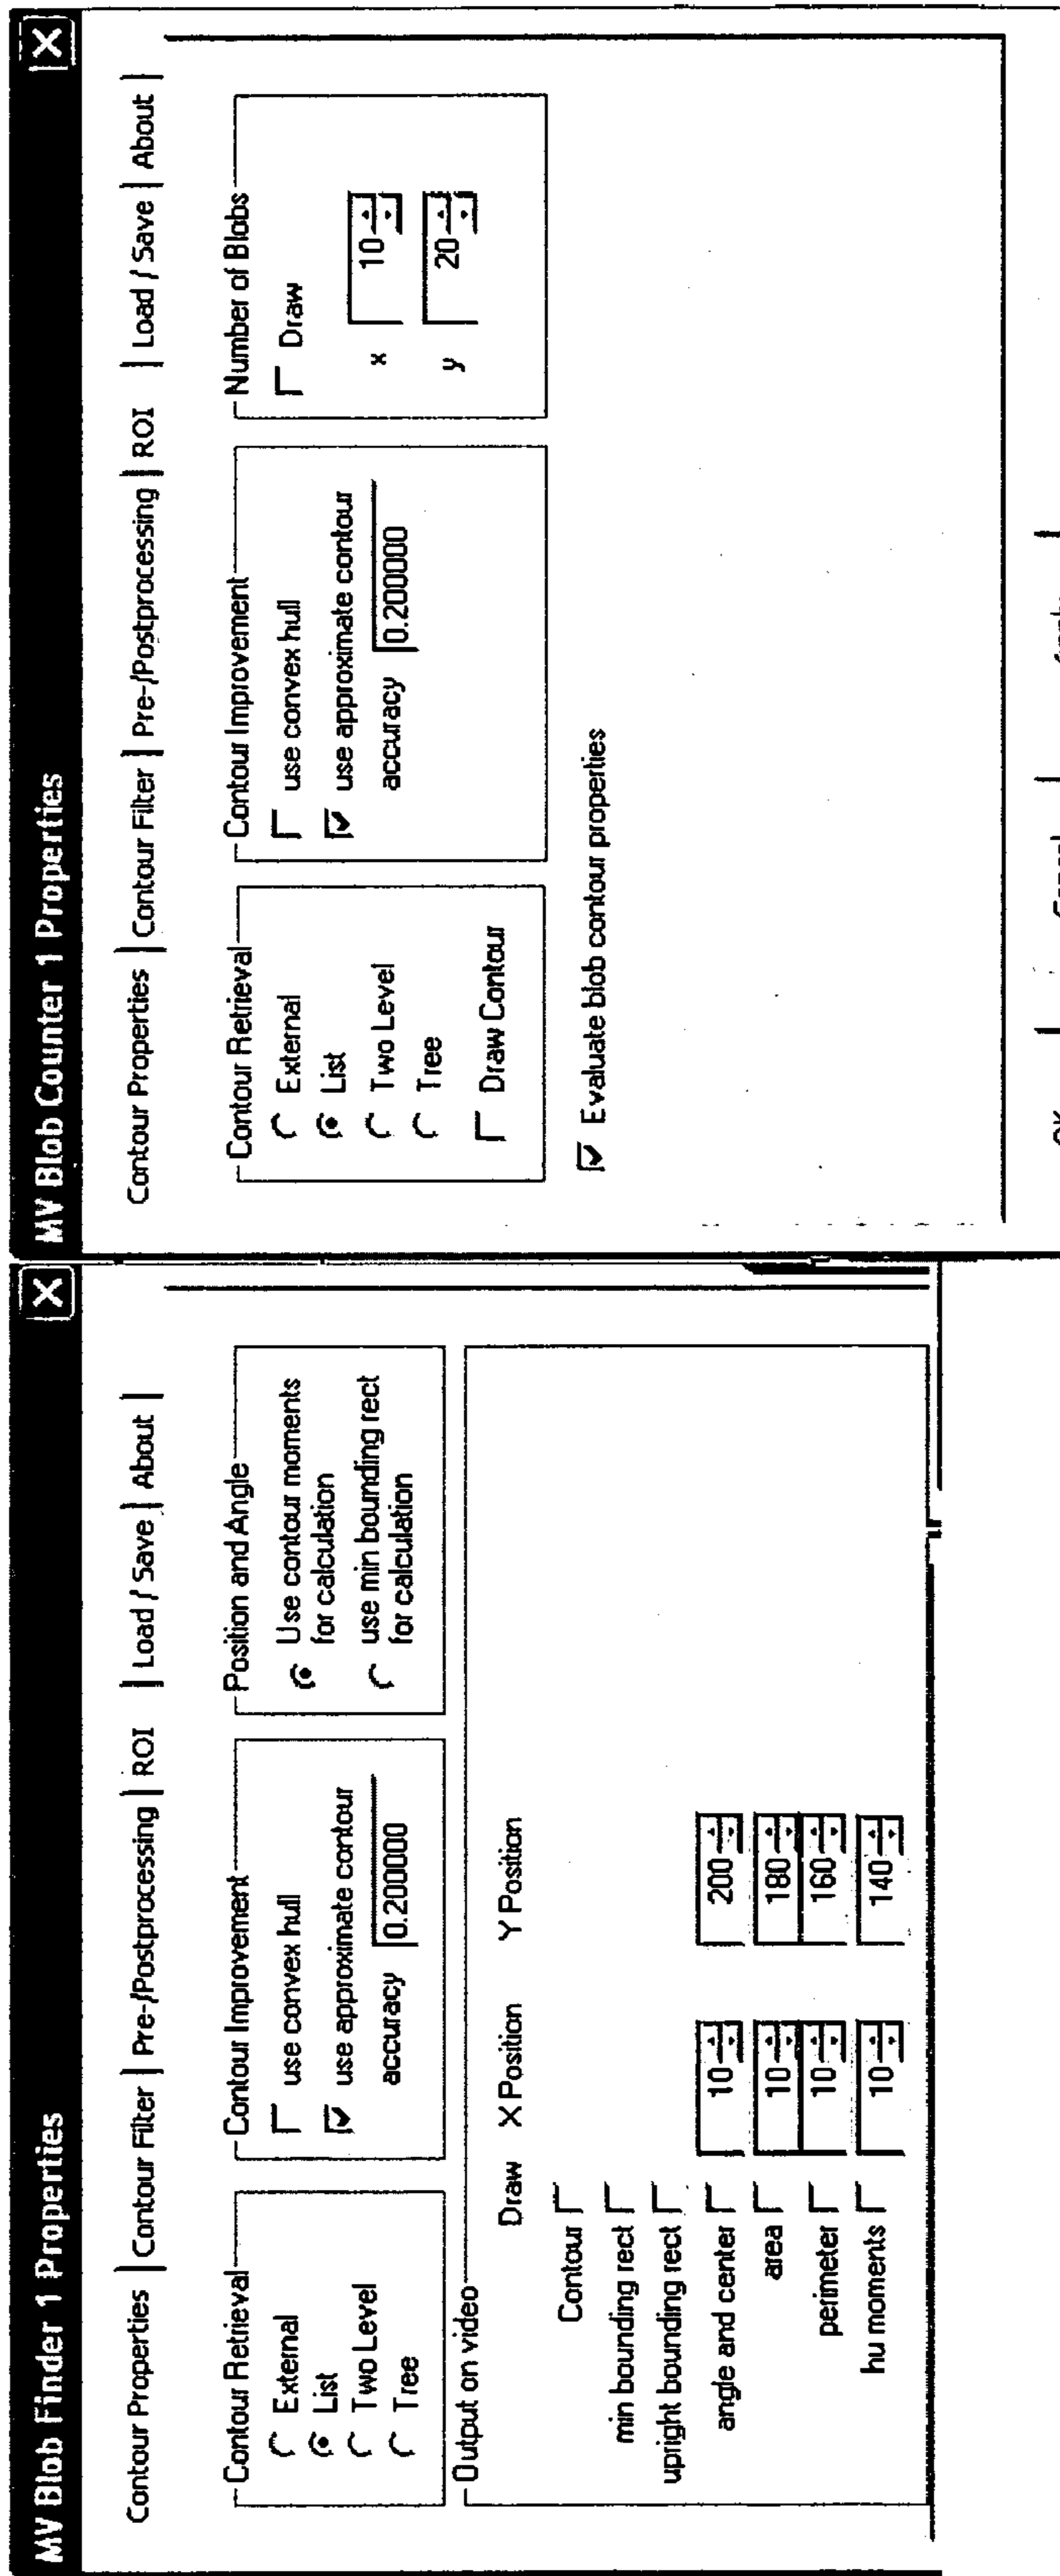 MV Blob Finder 1 Properties
Contour Properties | Contour Filter | Pre-/Postprocessing | ROI | Load / Save | About |
Contour Retrieval
External
List
Two Level
Tree
Contour Improvement
use convex hull
use approximate contour
accuracy 0.200000
Position and Angle
Use contour moments
for calculation
use min bounding rect
for calculation
Output on video
Draw X Position Y Position
Contour
min bounding rect
upright bounding rect
angle and center 10 200
area 10 180
perimeter 10 160
hu moments 10 140
MV Blob Counter 1 Properties
Contour Properties | Contour Filter | Pre-/Postprocessing | ROI | Load / Save | About |
Contour Retrieval
External
List
Two Level
Tree
Draw Contour
Contour Improvement
use convex hull
use approximate contour
accuracy 0.200000
Number of Blobs
Draw
x 10
y 20
Evaluate blob contour properties